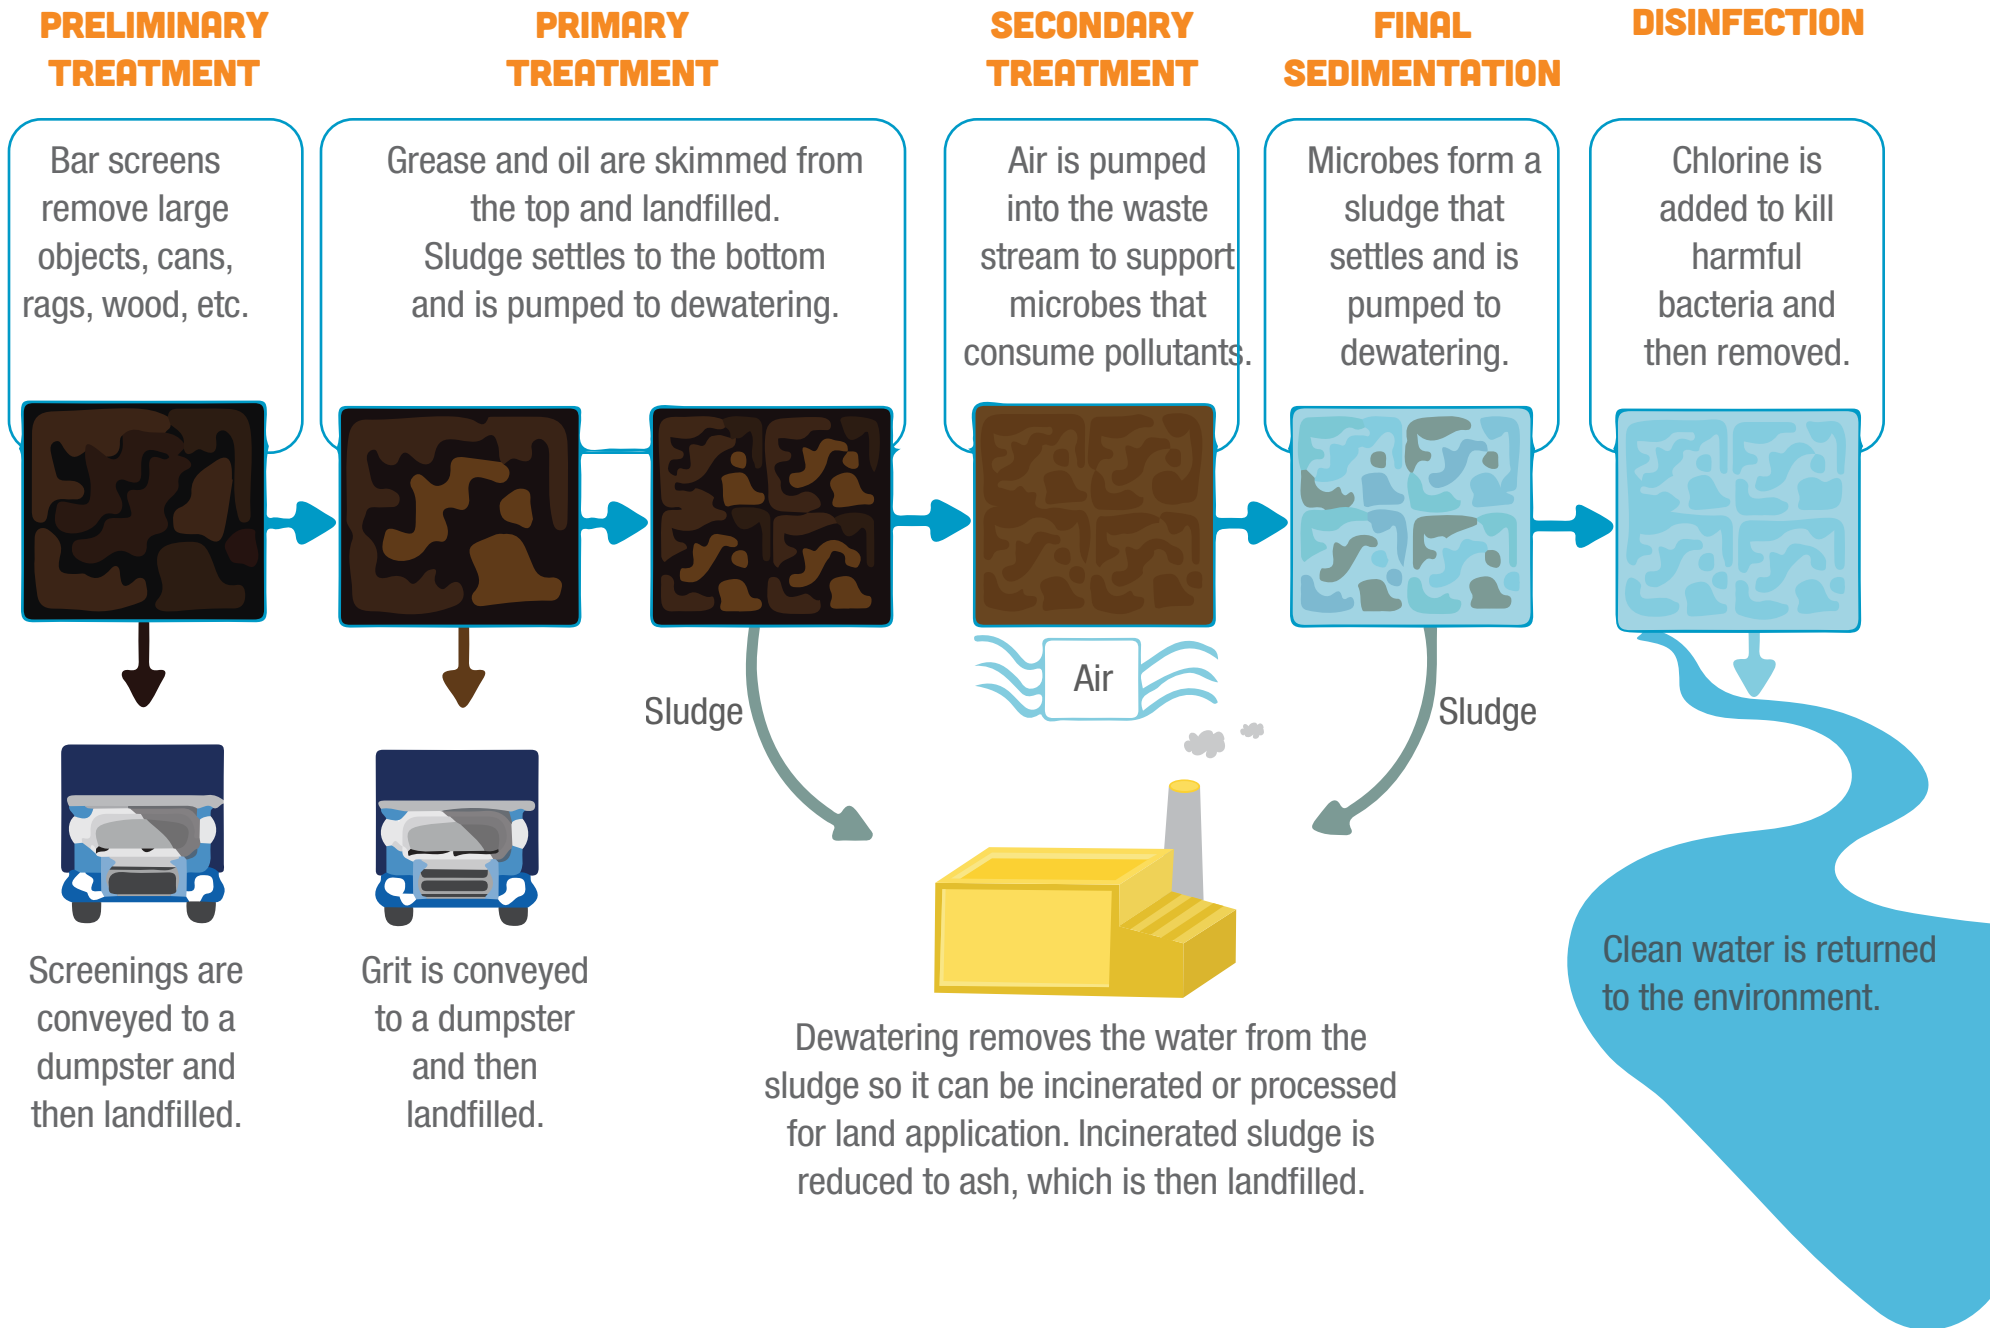 PRELIMINARY
TREATMENT
Bar screens
remove large
objects, cans,
rags, wood, etc.
PRIMARY
TREATMENT
Grease and oil are skimmed from
the top and landfilled.
Sludge settles to the bottom
and is pumped to dewatering.
SECONDARY
TREATMENT
Air is pumped
into the waste
stream to support
microbes that
consume pollutants.
FINAL
SEDIMENTATION
Microbes form a
sludge that
settles and is
pumped to
dewatering.
DISINFECTION
Chlorine is
added to kill
harmful
bacteria and
then removed.
Sludge
Air
Sludge
Screenings are
conveyed to a
dumpster and
then landfilled.
Grit is conveyed
to a dumpster
and then
landfilled.
Dewatering removes the water from the
sludge so it can be incinerated or processed
for land application. Incinerated sludge is
reduced to ash, which is then landfilled.
Clean water is returned
to the environment.